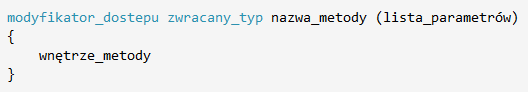 modyfikator_dostepu zwracany_typ nazwa_metody (lista_parametrów)
{
wnętrze_metody
}